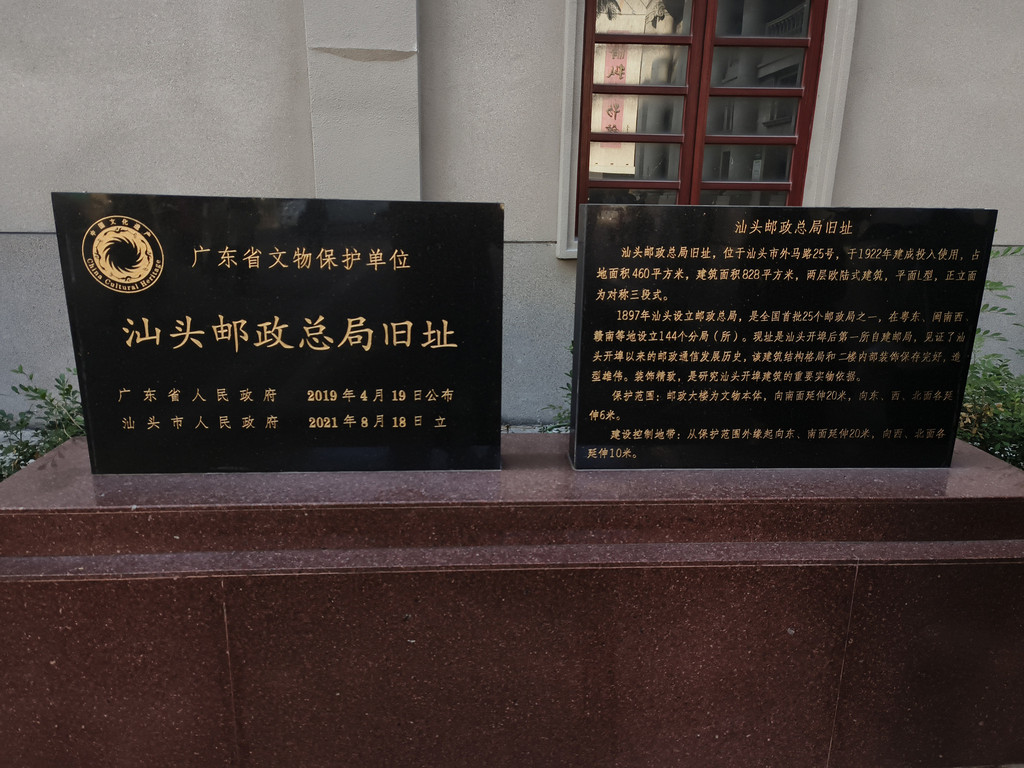 中国文化遗产
China Cultural Heritage
广东省文物保护单位
汕头邮政总局旧址
广东省人民政府 2019年4月19日公布
汕头市人民政府 2021年8月18日立
汕头邮政总局旧址
汕头邮政总局旧址，位于汕头市外马路25号，于1922年建成投入使用，占
地面积460平方米，建筑面积828平方米，两层欧陆式建筑，平面L型，正立面
为对称三段式。
1897年汕头设立邮政总局，是全国首批25个邮政局之一，在粤东、闽南西、
赣南等地设立144个分局（所）。现址是汕头开埠后第一所自建邮局，见证了汕
头开埠以来的邮政通信发展历史，该建筑结构格局和二楼内部装饰保存完好，造
型雄伟。装饰精致，是研究汕头开埠建筑的重要实物依据。
保护范围：邮政大楼为文物本体，向南面延伸20米，向东、西、北面各延
伸6米。
建设控制地带：从保护范围外缘起向东、南面延伸20米，向西、北面各
延伸10米。